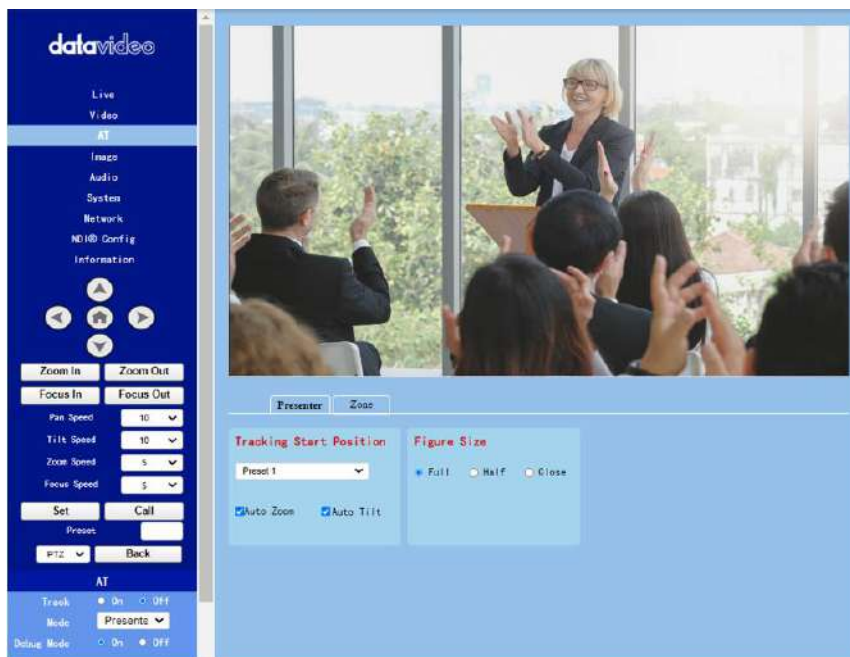 datavideo
Live
Video
AT
Image
Audio
System
Network
NDI® Config
Information
Zoom In Zoom Out
Focus In Focus Out
Pan Speed 10
Tilt Speed 10
Zoom Speed 5
Focus Speed 5
Set Call
Preset
PTZ Back
AT
Track On Off
Mode Presente
Debug Mode On Off
Presenter Zone
Tracking Start Position
Preset 1
Auto Zoom Auto Tilt
Figure Size
Full Half Close